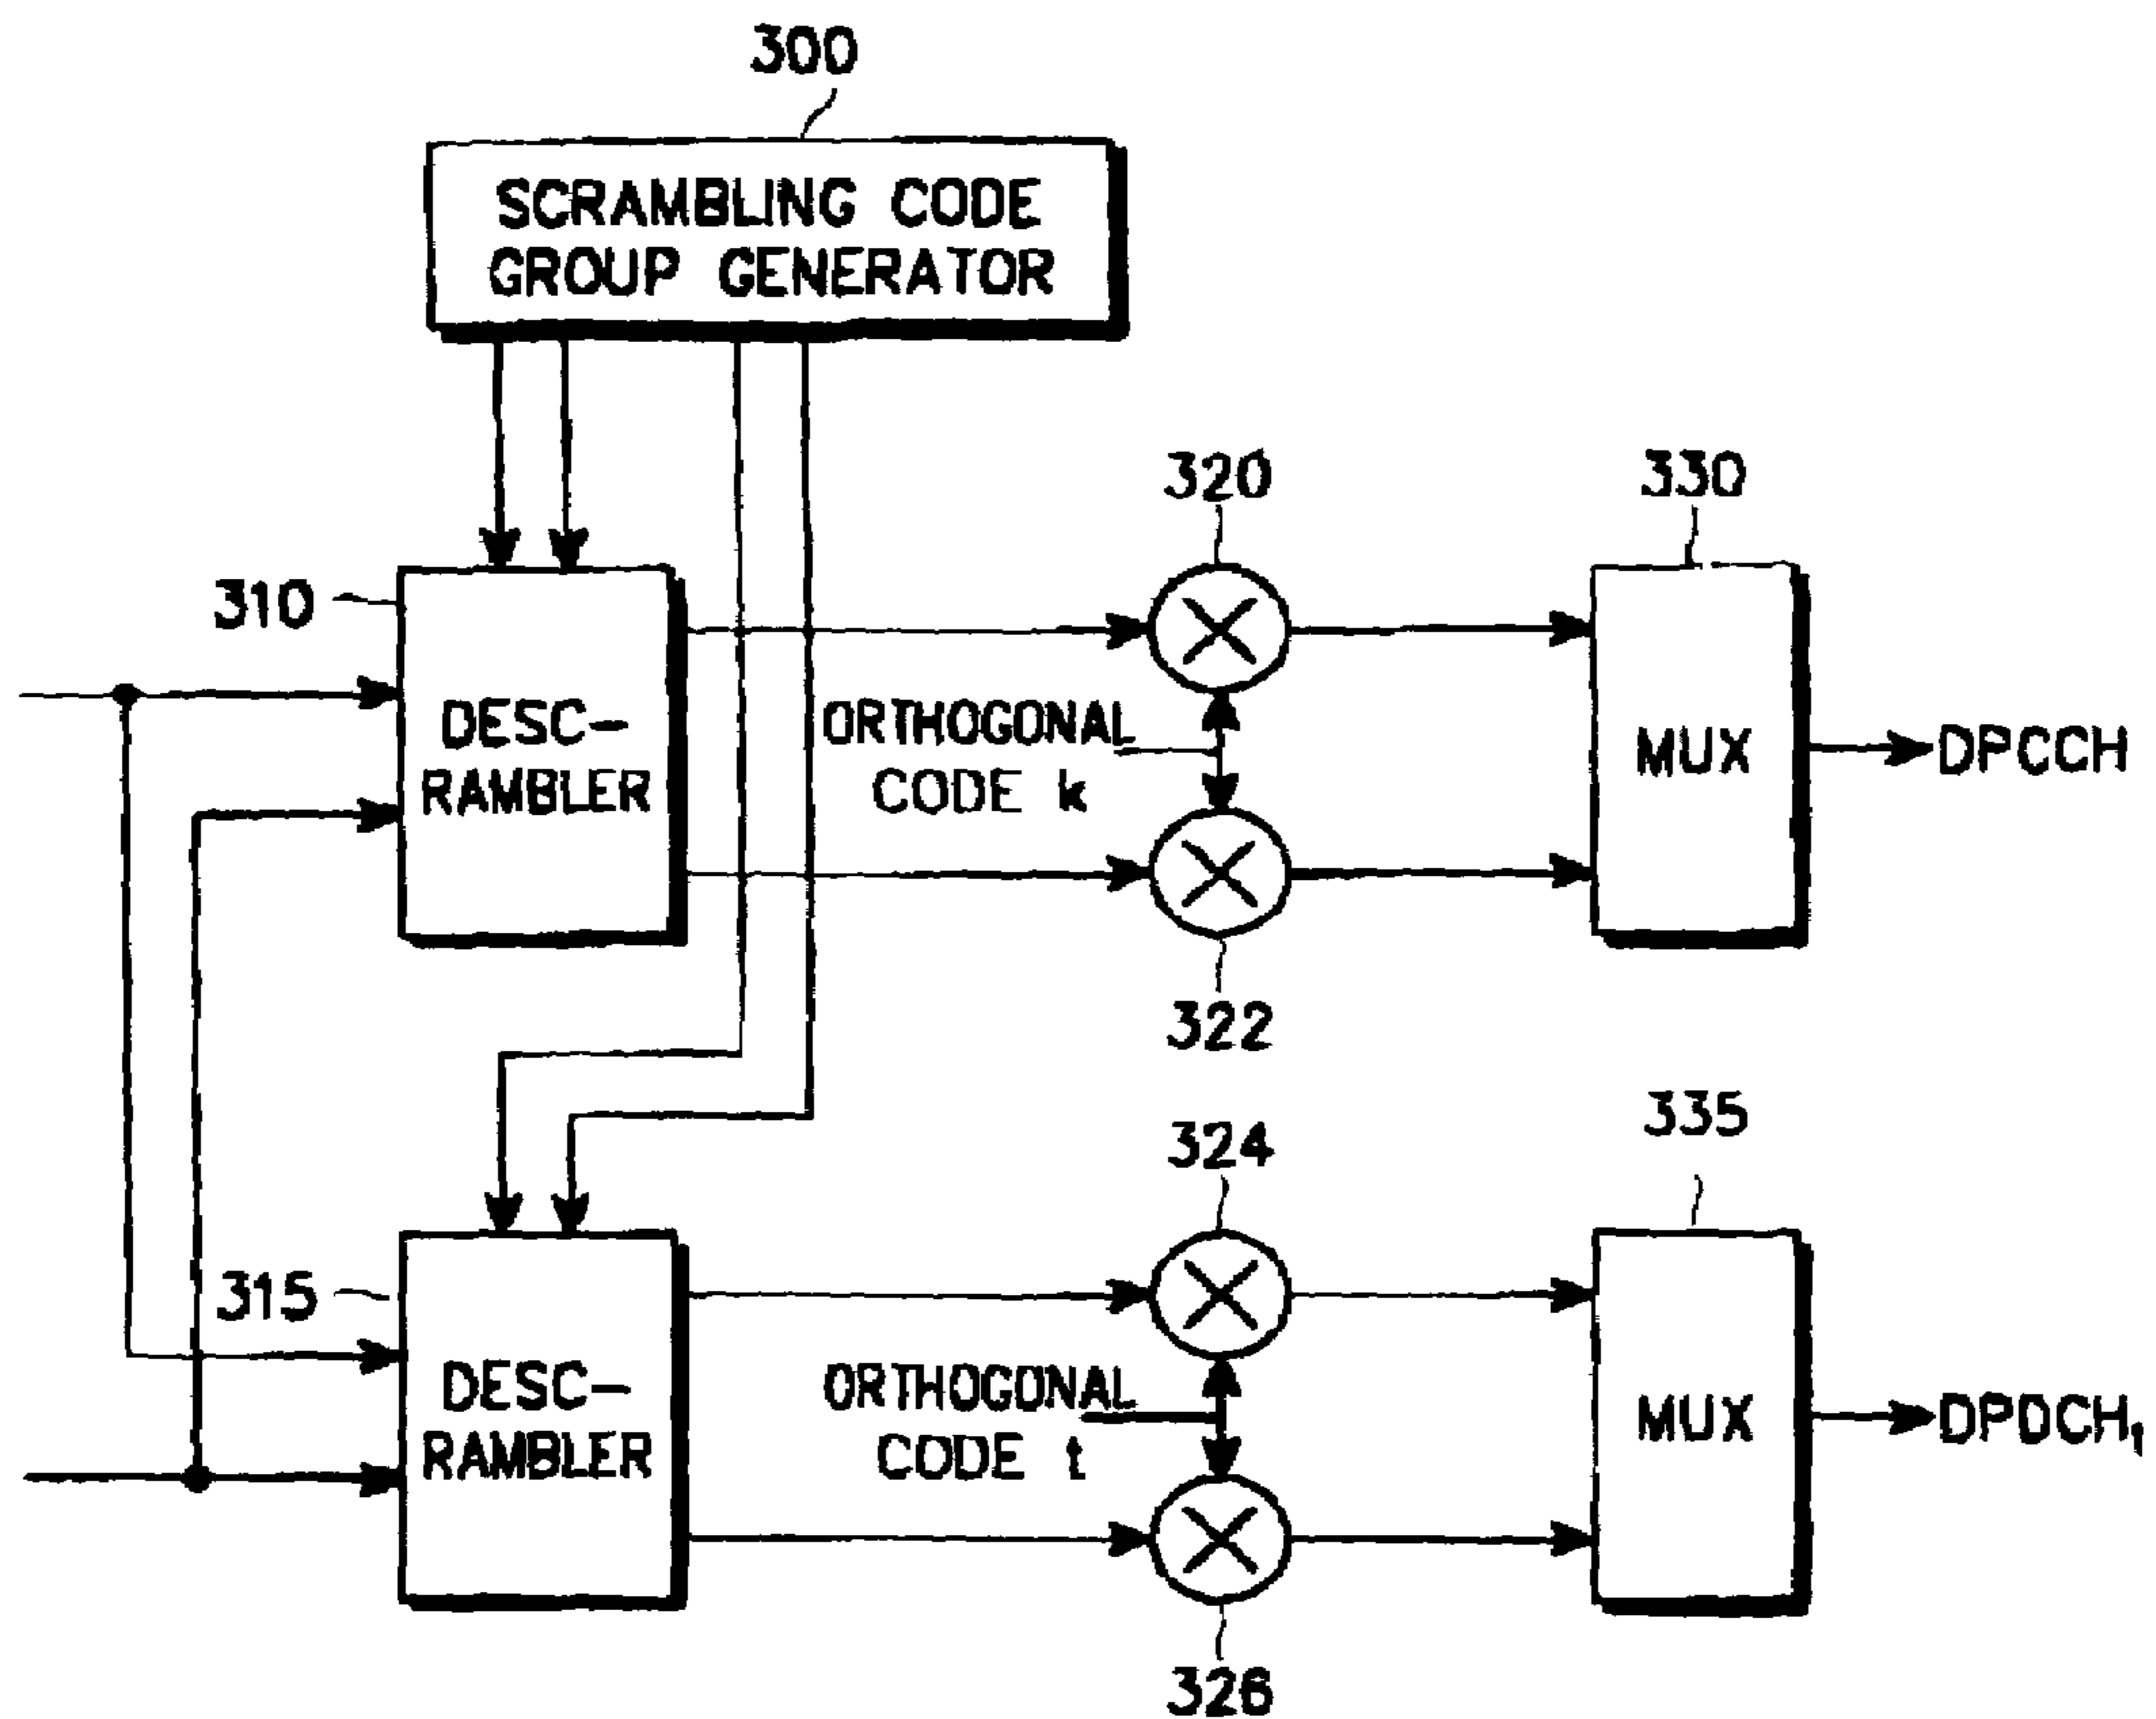 300
SCRAMBLING CODE
GROUP GENERATOR
320
330
310
DESC-
RAMBLER
ORTHOGONAL
CODE k
MUX
DPCCH
322
324
335
315
DESC-
RAMBLER
ORTHOGONAL
CODE t
MUX
DPDCH₁
326